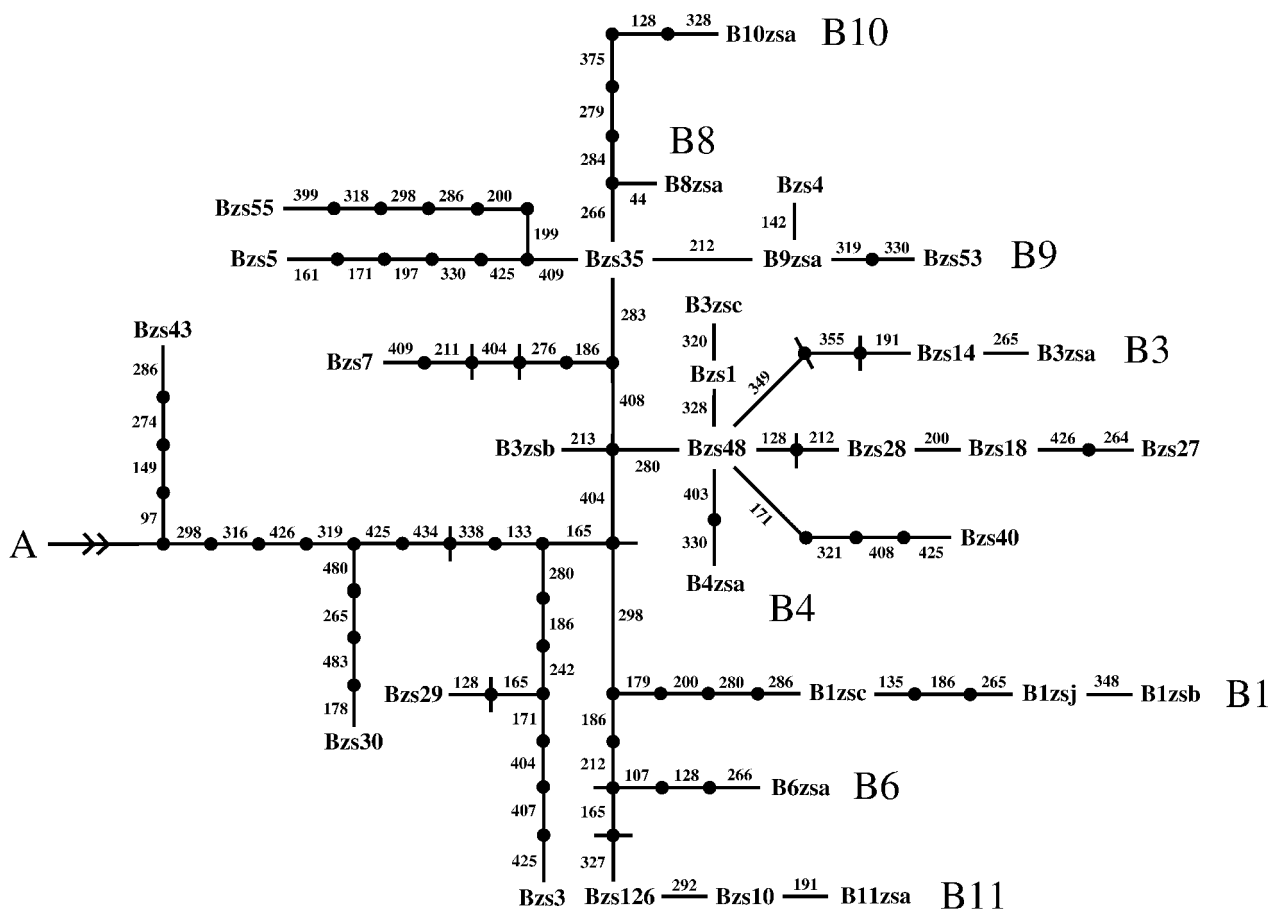 128 328 B10zsa B10
375
279
284 B8
B8zsa
44
Bzs4
399 318 298 286 200
Bzs55
266
142
199
212
319 330
Bzs5 Bzs35 B9zsa Bzs53 B9
161 171 197 330 425 409
B3zsc
283
Bzs43
320
409 211 404 276 186
355 191 265
Bzs7 Bzs14 B3zsa B3
286
Bzs1
349
408
328
274
213 128 212 200 426 264
B3zsb Bzs48 Bzs28 Bzs18 Bzs27
280
149
403
404
171
97
298 316 426 319 425 434 338 133 165
A
Bzs40
321 408 425
330
480 280
B4zsa
B4
265 186
298
483 242
128 165
179 200 280 286 135 186 265 348
Bzs29 B1zsc B1zsj B1zsb B1
178 171 186
Bzs30
404 212
107 128 266
B6zsa B6
407 165
425 327
292 191
Bzs3 Bzs126 Bzs10 B11zsa B11